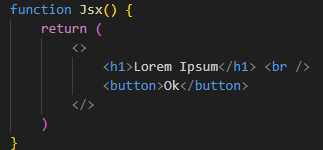 function Jsx() {
    return (
        <>
            <h1>Lorem Ipsum</h1> <br />
            <button>Ok</button>
        </>
    )
}